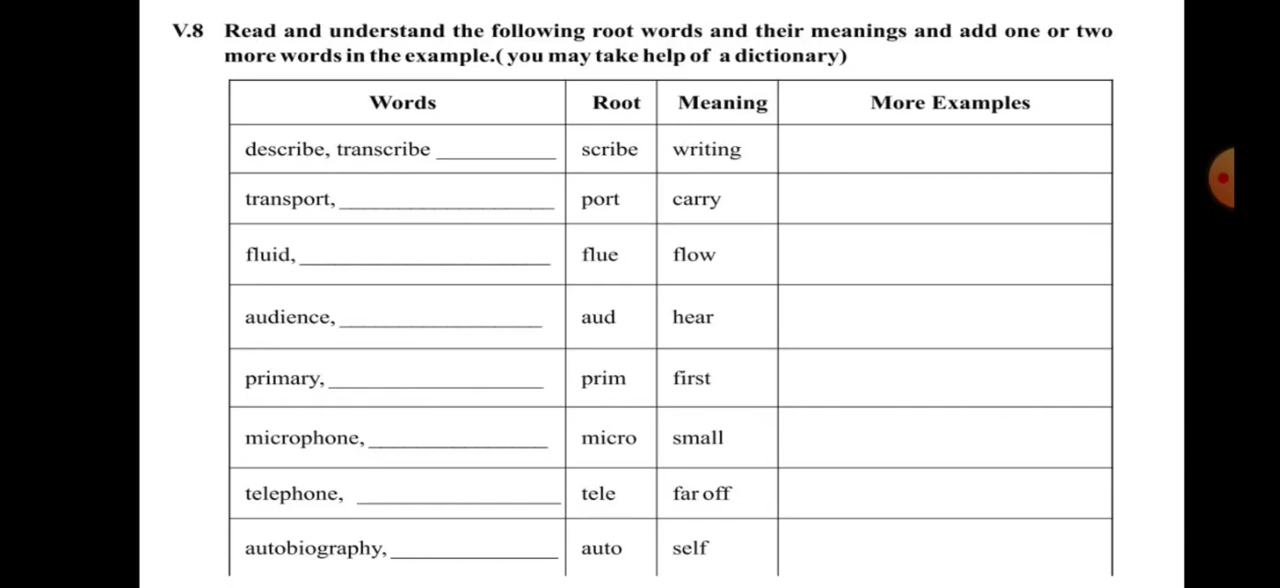 V.8 Read and understand the following root words and their meanings and add one or two
more words in the example.( you may take help of a dictionary)
Words Root Meaning More Examples
describe, transcribe ____________ scribe writing
transport, ______________________ port carry
fluid, _________________________ flue flow
audience, ____________________ aud hear
primary, _____________________ prim first
microphone, __________________ micro small
telephone, ____________________ tele far off
autobiography, ________________ auto self